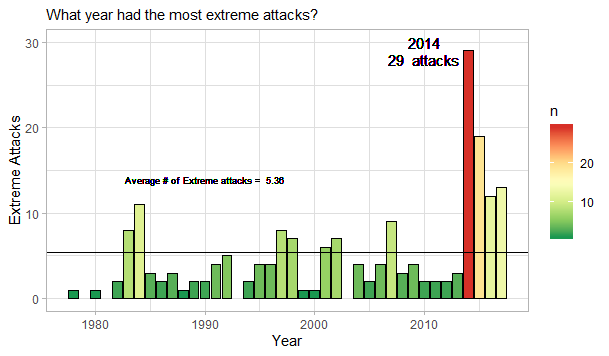 What year had the most extreme attacks?
30
20
10
0
Extreme Attacks
2014
29 attacks
Average # of Extreme attacks = 5.36
1980
1990
2000
2010
Year
n
20
10